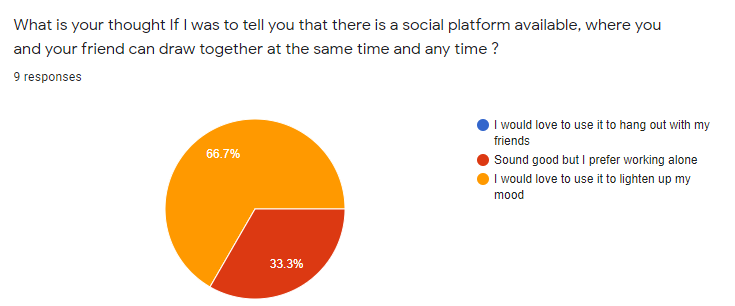 What is your thought If I was to tell you that there is a social platform available, where you
and your friend can draw together at the same time and any time ?
9 responses
I would love to use it to hang out with my
friends
Sound good but I prefer working alone
I would love to use it to lighten up my
mood
66.7%
33.3%